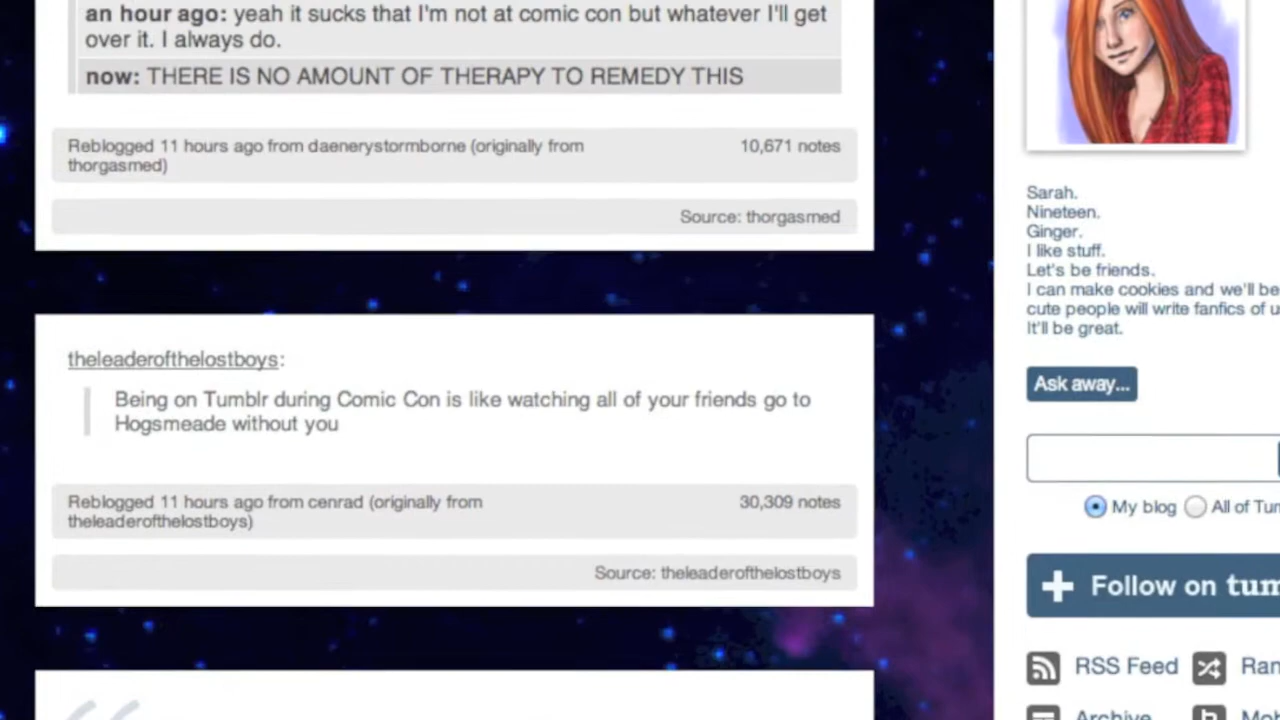 an hour ago: yeah it sucks that I'm not at comic con but whatever I'll get
over it. I always do.
now: THERE IS NO AMOUNT OF THERAPY TO REMEDY THIS
Reblogged 11 hours ago from daenerystormborne (originally from
thorgasmed)
10,671 notes
Source: thorgasmed
theleaderofthelostboys:
Being on Tumblr during Comic Con is like watching all of your friends go to
Hogsmeade without you
Reblogged 11 hours ago from cenrad (originally from
theleaderofthelostboys)
30,309 notes
Source: theleaderofthelostboys
Sarah.
Nineteen.
Ginger.
I like stuff.
Let's be friends.
I can make cookies and we'll be
cute people will write fanfics of u
It'll be great.
Ask away...
My blog
All of Tum
Follow on tum
RSS Feed
Ran
Archive
Mob